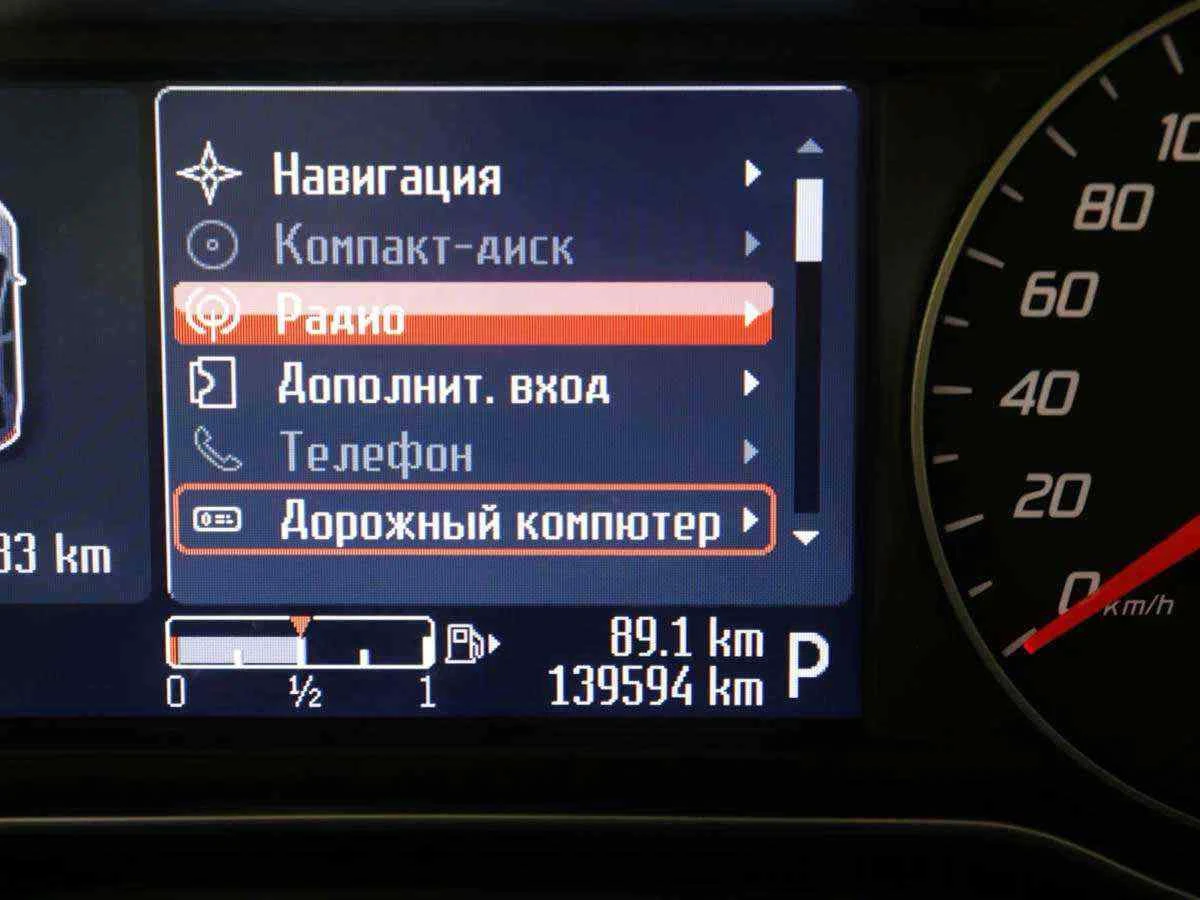 Навигация
Компакт-диск
Радио
Дополнит. вход
Телефон
Дорожный компютер
33 km
0 ½ 1
89.1 km
139594 km
P
80
60
40
20
0
km/h